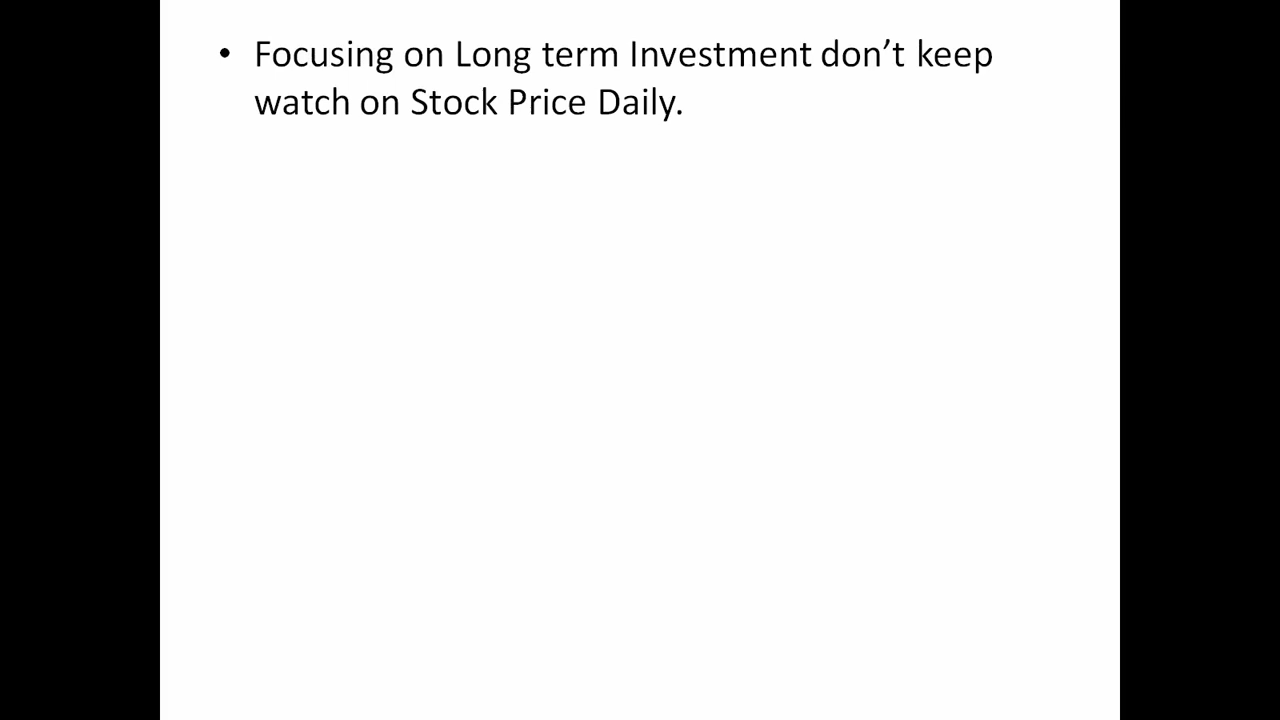 • Focusing on Long term Investment don’t keep
watch on Stock Price Daily.